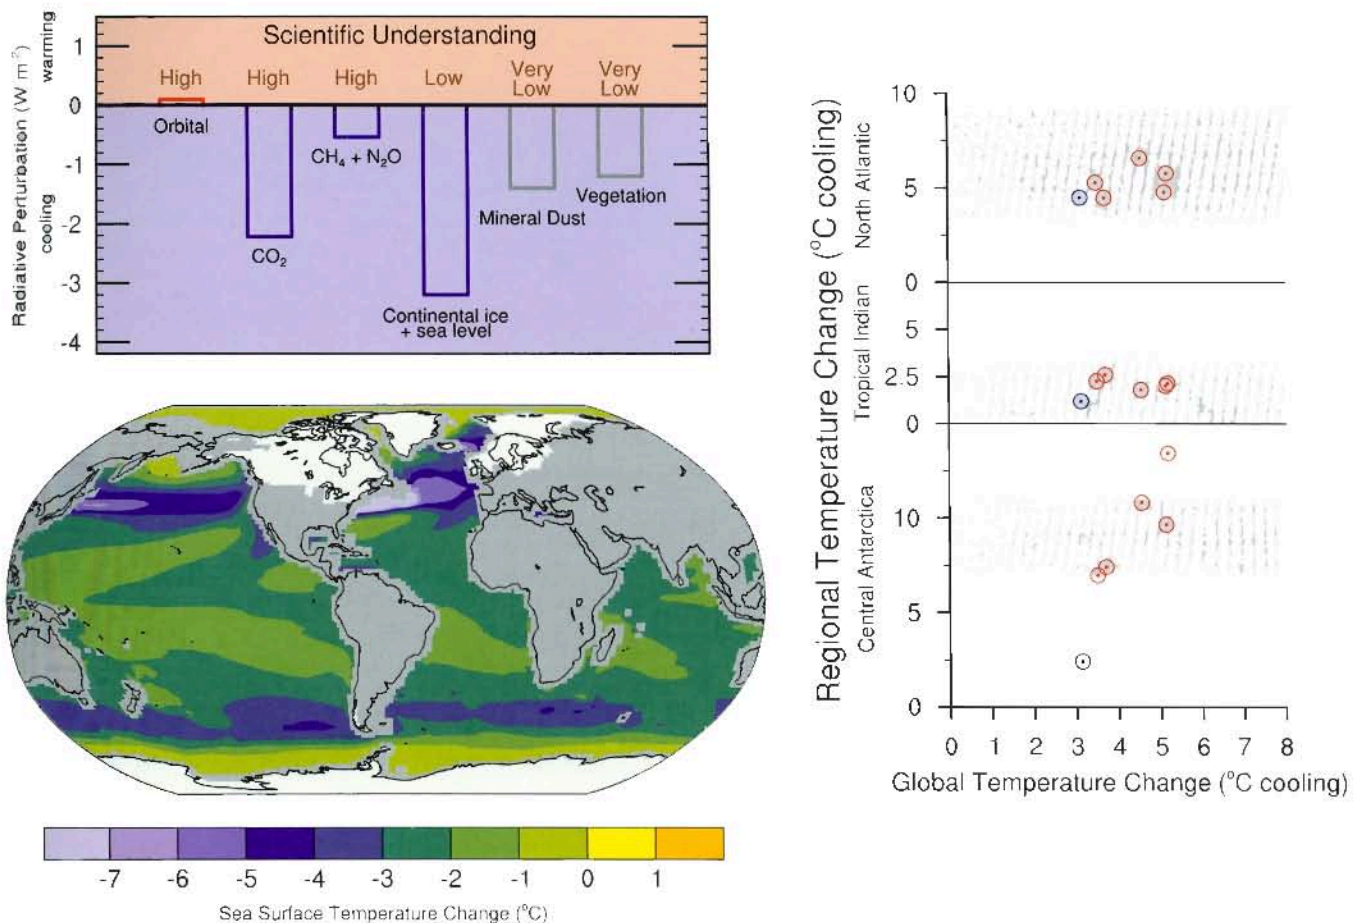 Scientific Understanding
High High High Low Very Low Very Low
1
0
-1
-2
-3
-4
Radiative Perturbation (W m⁻²)
cooling warming
Orbital
CO₂
CH₄ + N₂O
Continental ice
+ sea level
Mineral Dust
Vegetation
-7 -6 -5 -4 -3 -2 -1 0 1
Sea Surface Temperature Change (°C)
Regional Temperature Change (°C cooling)
North Atlantic
Tropical Indian
Central Antarctica
10
5
0
5
2.5
0
10
5
0
0 1 2 3 4 5 6 7 8
Global Temperature Change (°C cooling)